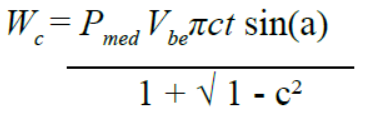 W_c = P_med V_be πct sin(a)
1 + √ 1 - c²